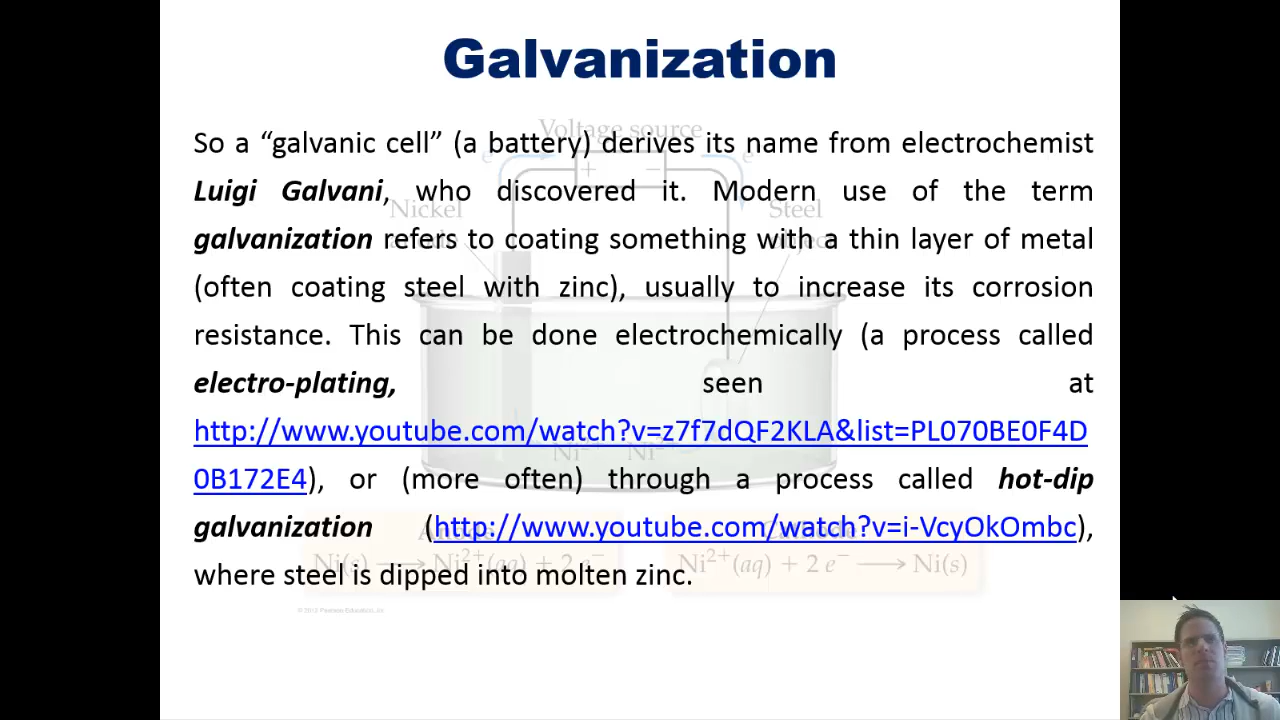 Galvanization
So a “galvanic cell” (a battery) derives its name from electrochemist
Luigi Galvani, who discovered it. Modern use of the term
galvanization refers to coating something with a thin layer of metal
(often coating steel with zinc), usually to increase its corrosion
resistance. This can be done electrochemically (a process called
electro-plating, seen at
http://www.youtube.com/watch?v=z7f7dQF2KLA&list=PL070BE0F4D
0B172E4), or (more often) through a process called hot-dip
galvanization (http://www.youtube.com/watch?v=i-VcyOkOmbc),
where steel is dipped into molten zinc.
Voltage source
e⁻ + − e⁻
Nickel Steel
Ni²⁺ Ni²⁺
Anode Cathode
Ni(s) ⟶ Ni²⁺(aq) + 2 e⁻ Ni²⁺(aq) + 2 e⁻ ⟶ Ni(s)